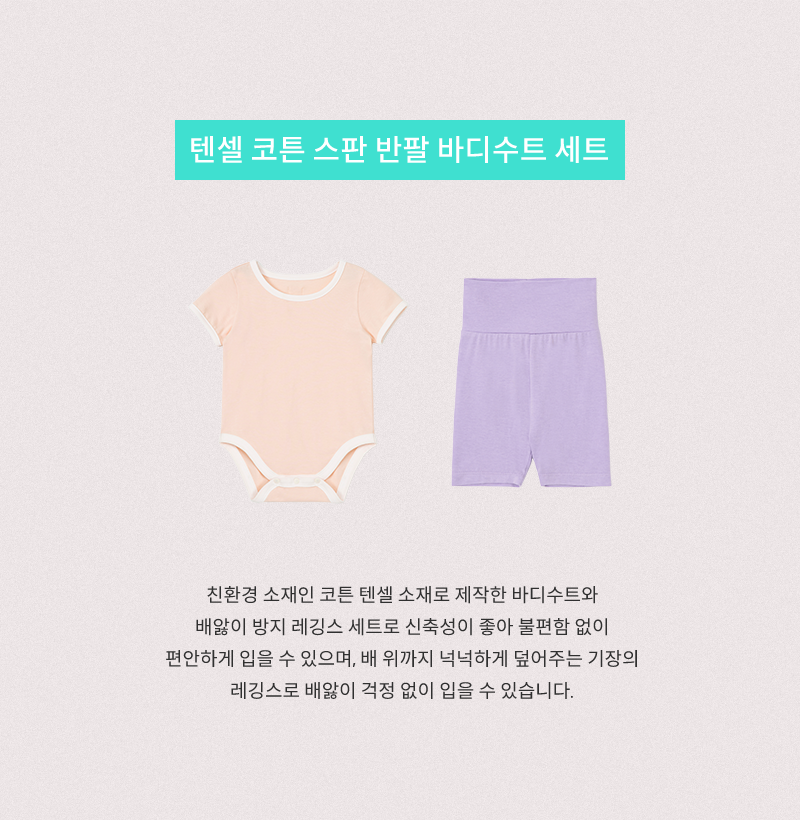 텐셀 코튼 스판 반팔 바디수트 세트
친환경 소재인 코튼 텐셀 소재로 제작한 바디수트와
배앓이 방지 레깅스 세트로 신축성이 좋아 불편함 없이
편안하게 입을 수 있으며, 배 위까지 넉넉하게 덮어주는 기장의
레깅스로 배앓이 걱정 없이 입을 수 있습니다.